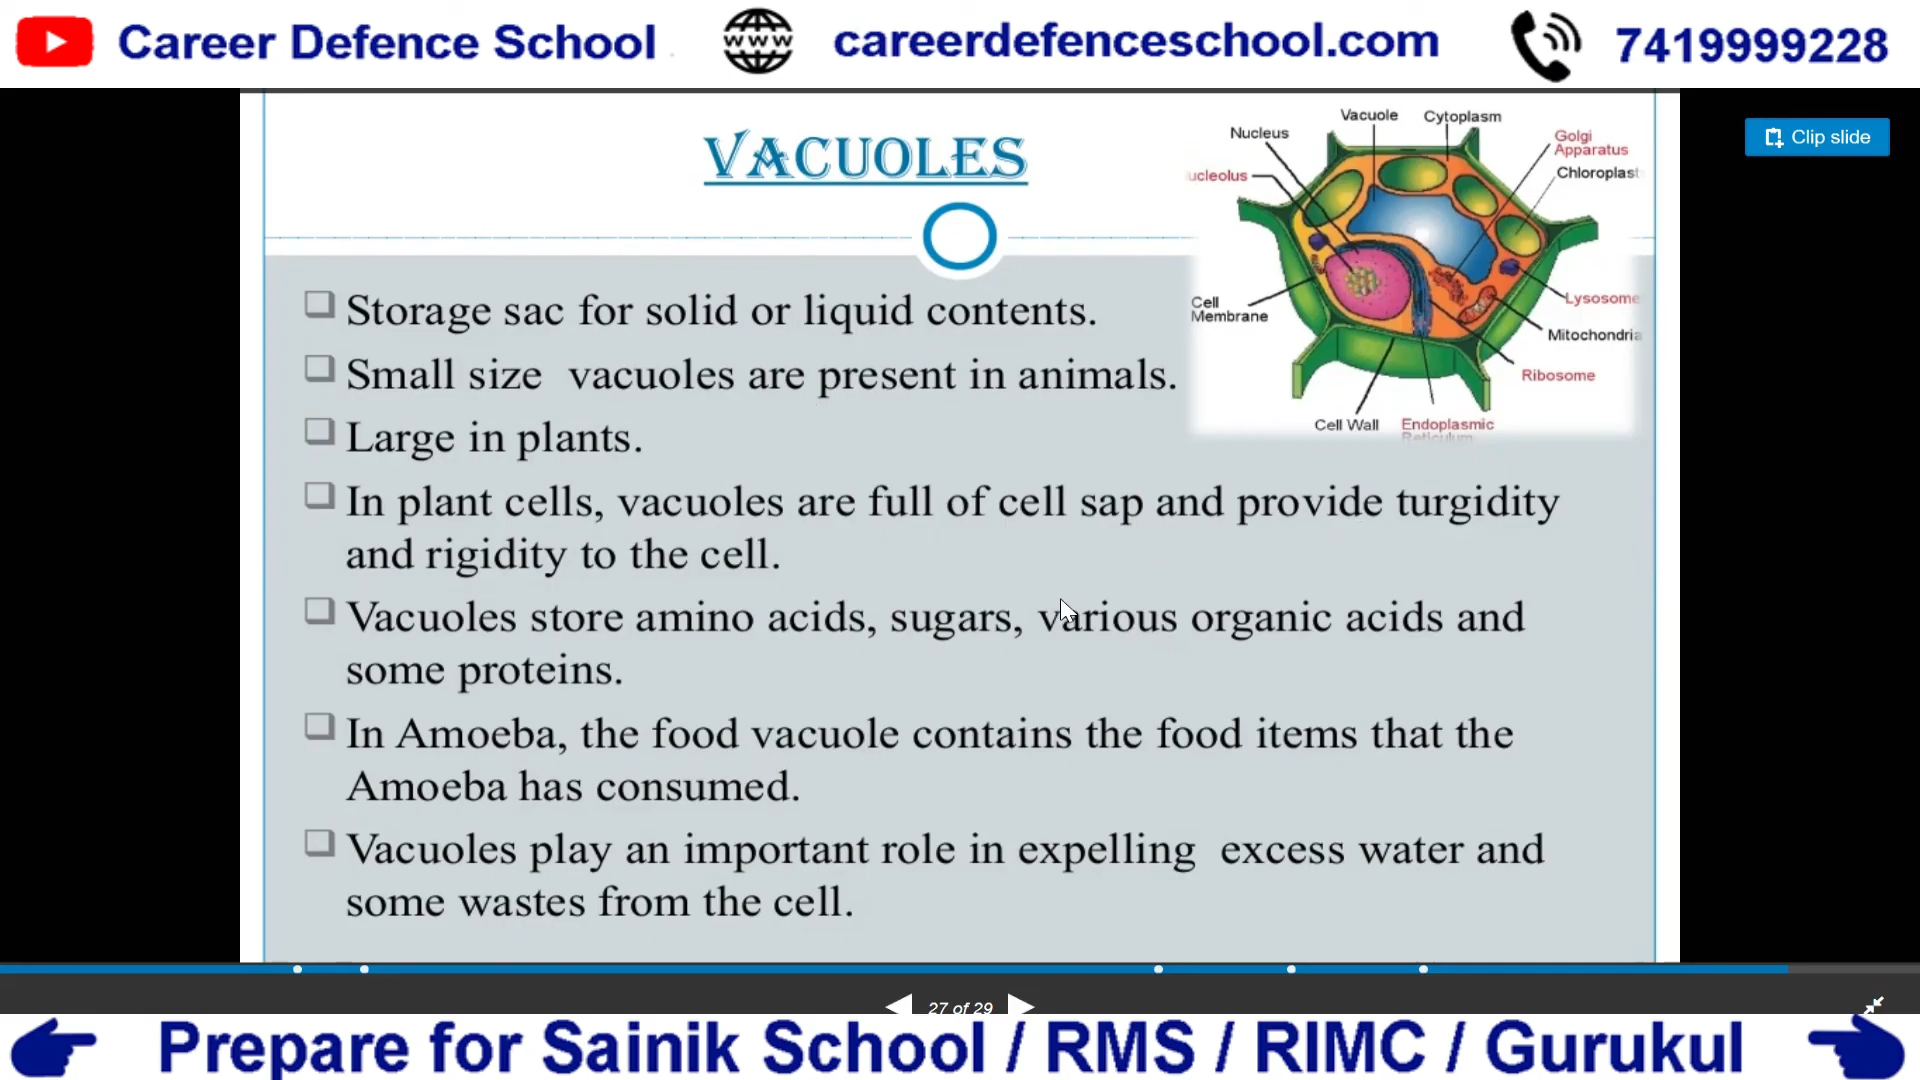 Career Defence School
www
careerdefenceschool.com
7419999228
Clip slide
VACUOLES
Vacuole
Cytoplasm
Nucleus
Golgi
Apparatus
ucleolus
Chloroplast
Cell
Membrane
Lysosome
Mitochondria
Ribosome
Cell Wall
Endoplasmic
Reticulum
Storage sac for solid or liquid contents.
Small size vacuoles are present in animals.
Large in plants.
In plant cells, vacuoles are full of cell sap and provide turgidity
and rigidity to the cell.
Vacuoles store amino acids, sugars, various organic acids and
some proteins.
In Amoeba, the food vacuole contains the food items that the
Amoeba has consumed.
Vacuoles play an important role in expelling excess water and
some wastes from the cell.
27 of 29
Prepare for Sainik School / RMS / RIMC / Gurukul